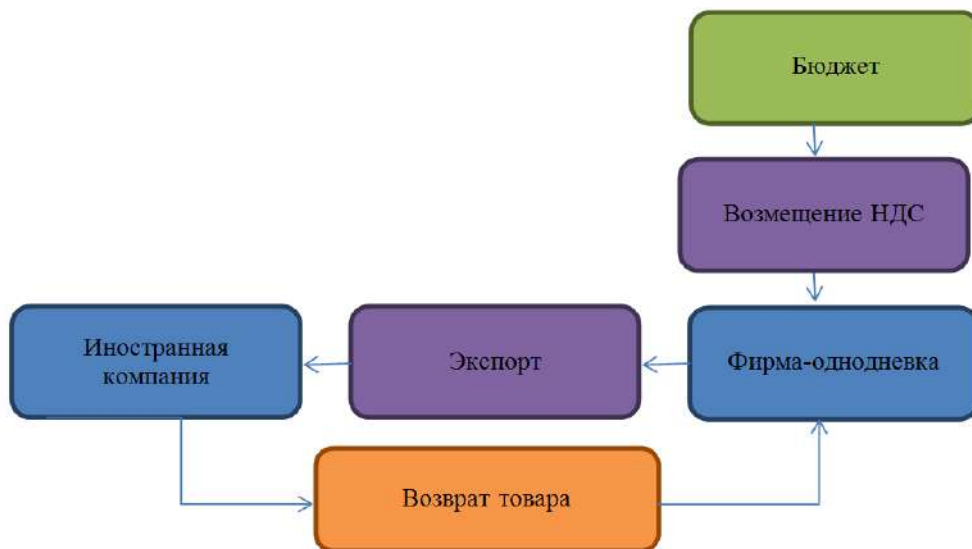 Бюджет
Возмещение НДС
Иностранная
компания
Экспорт
Фирма-однодневка
Возврат товара